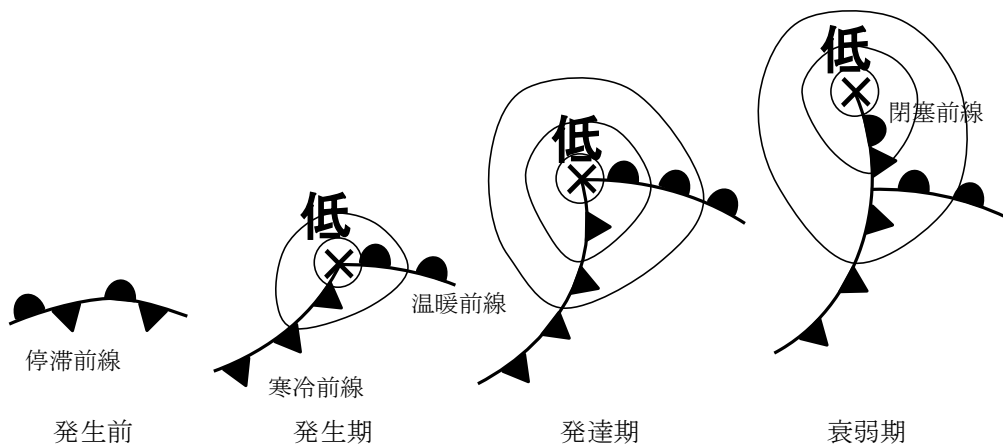 低
低
低
閉塞前線
温暖前線
停滞前線
寒冷前線
発生前
発生期
発達期
衰弱期